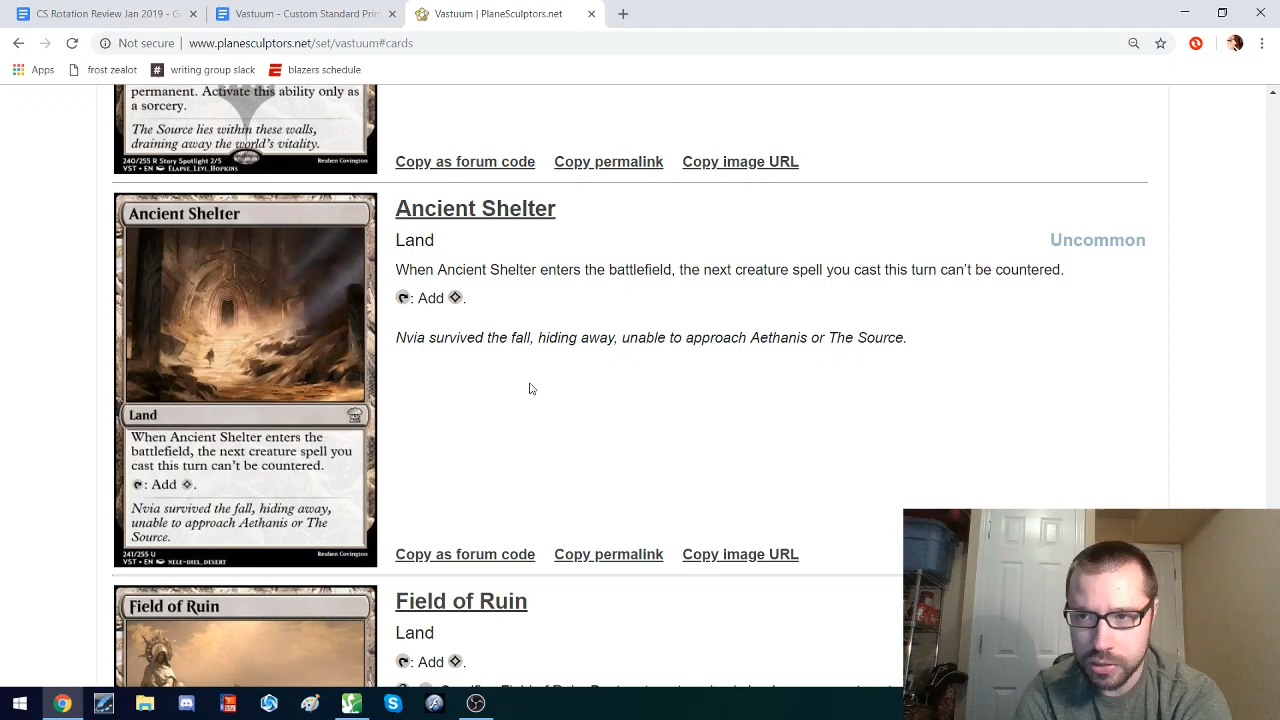 CS Rotation Review Jan 2019 - G
Vastuum - Custom Standard Prin
Vastuum | PlaneSculptors.net
Not secure | www.planesculptors.net/set/vastuum#cards
Apps frost zealot writing group slack blazers schedule
permanent. Activate this ability only as
a sorcery.
The Source lies within these walls,
draining away the world's vitality.
240/255 R Story Spotlight 2/5
VST • EN ELAPSE_LEVI_HOPKINS
Reuben Covington
Copy as forum code Copy permalink Copy image URL
Ancient Shelter
Land
When Ancient Shelter enters the
battlefield, the next creature spell you
cast this turn can't be countered.
: Add .
Nvia survived the fall, hiding away,
unable to approach Aethanis or The
Source.
241/255 U
VST • EN NELE-DIEL_DESERT
Reuben Covington
Ancient Shelter
Land Uncommon
When Ancient Shelter enters the battlefield, the next creature spell you cast this turn can't be countered.
: Add .
Nvia survived the fall, hiding away, unable to approach Aethanis or The Source.
Copy as forum code Copy permalink Copy image URL
Field of Ruin
Field of Ruin
Land
: Add .